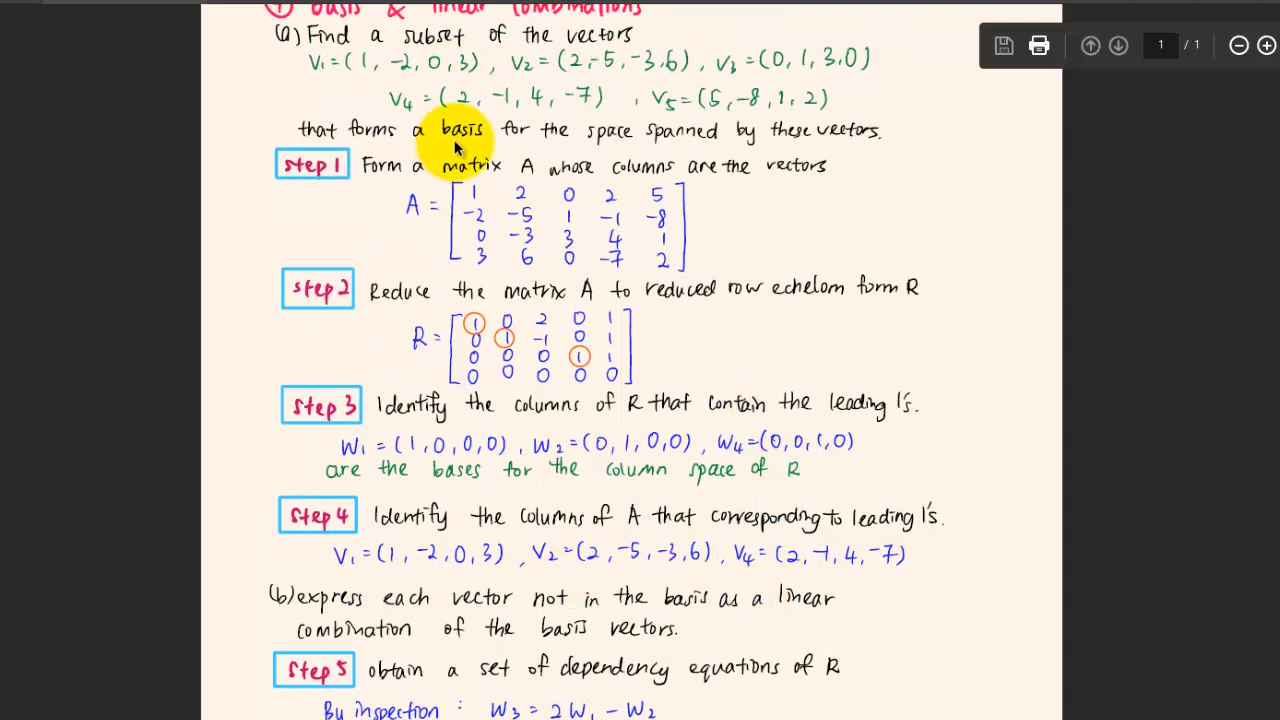 ① basis & linear combinations
1 / 1
(a) Find a subset of the vectors
V₁=(1, -2, 0, 3), V₂=(2,-5,-3,6), V₃=(0, 1, 3, 0)
V₄=(2, -1, 4, -7), V₅=(5, -8, 1, 2)
that forms a basis for the space spanned by these vectors.
step 1 Form a matrix A whose columns are the vectors
A = [ 1 2 0 2 5
-2 -5 1 -1 -8
0 -3 3 4 1
3 6 0 -7 2 ]
step 2 Reduce the matrix A to reduced row echelom form R
R = [ 1 0 2 0 1
0 1 -1 0 1
0 0 0 1 1
0 0 0 0 0 ]
step 3 Identify the columns of R that contain the leading 1's.
W₁ = (1,0,0,0), W₂=(0,1,0,0), W₄=(0,0,1,0)
are the bases for the column space of R
step 4 Identify the columns of A that corresponding to leading 1's.
V₁=(1,-2,0,3), V₂=(2,-5,-3,6), V₄=(2,-1,4,-7)
(b) express each vector not in the basis as a linear
combination of the basis vectors.
step 5 obtain a set of dependency equations of R
By inspection : W₃ = 2W₁ - W₂